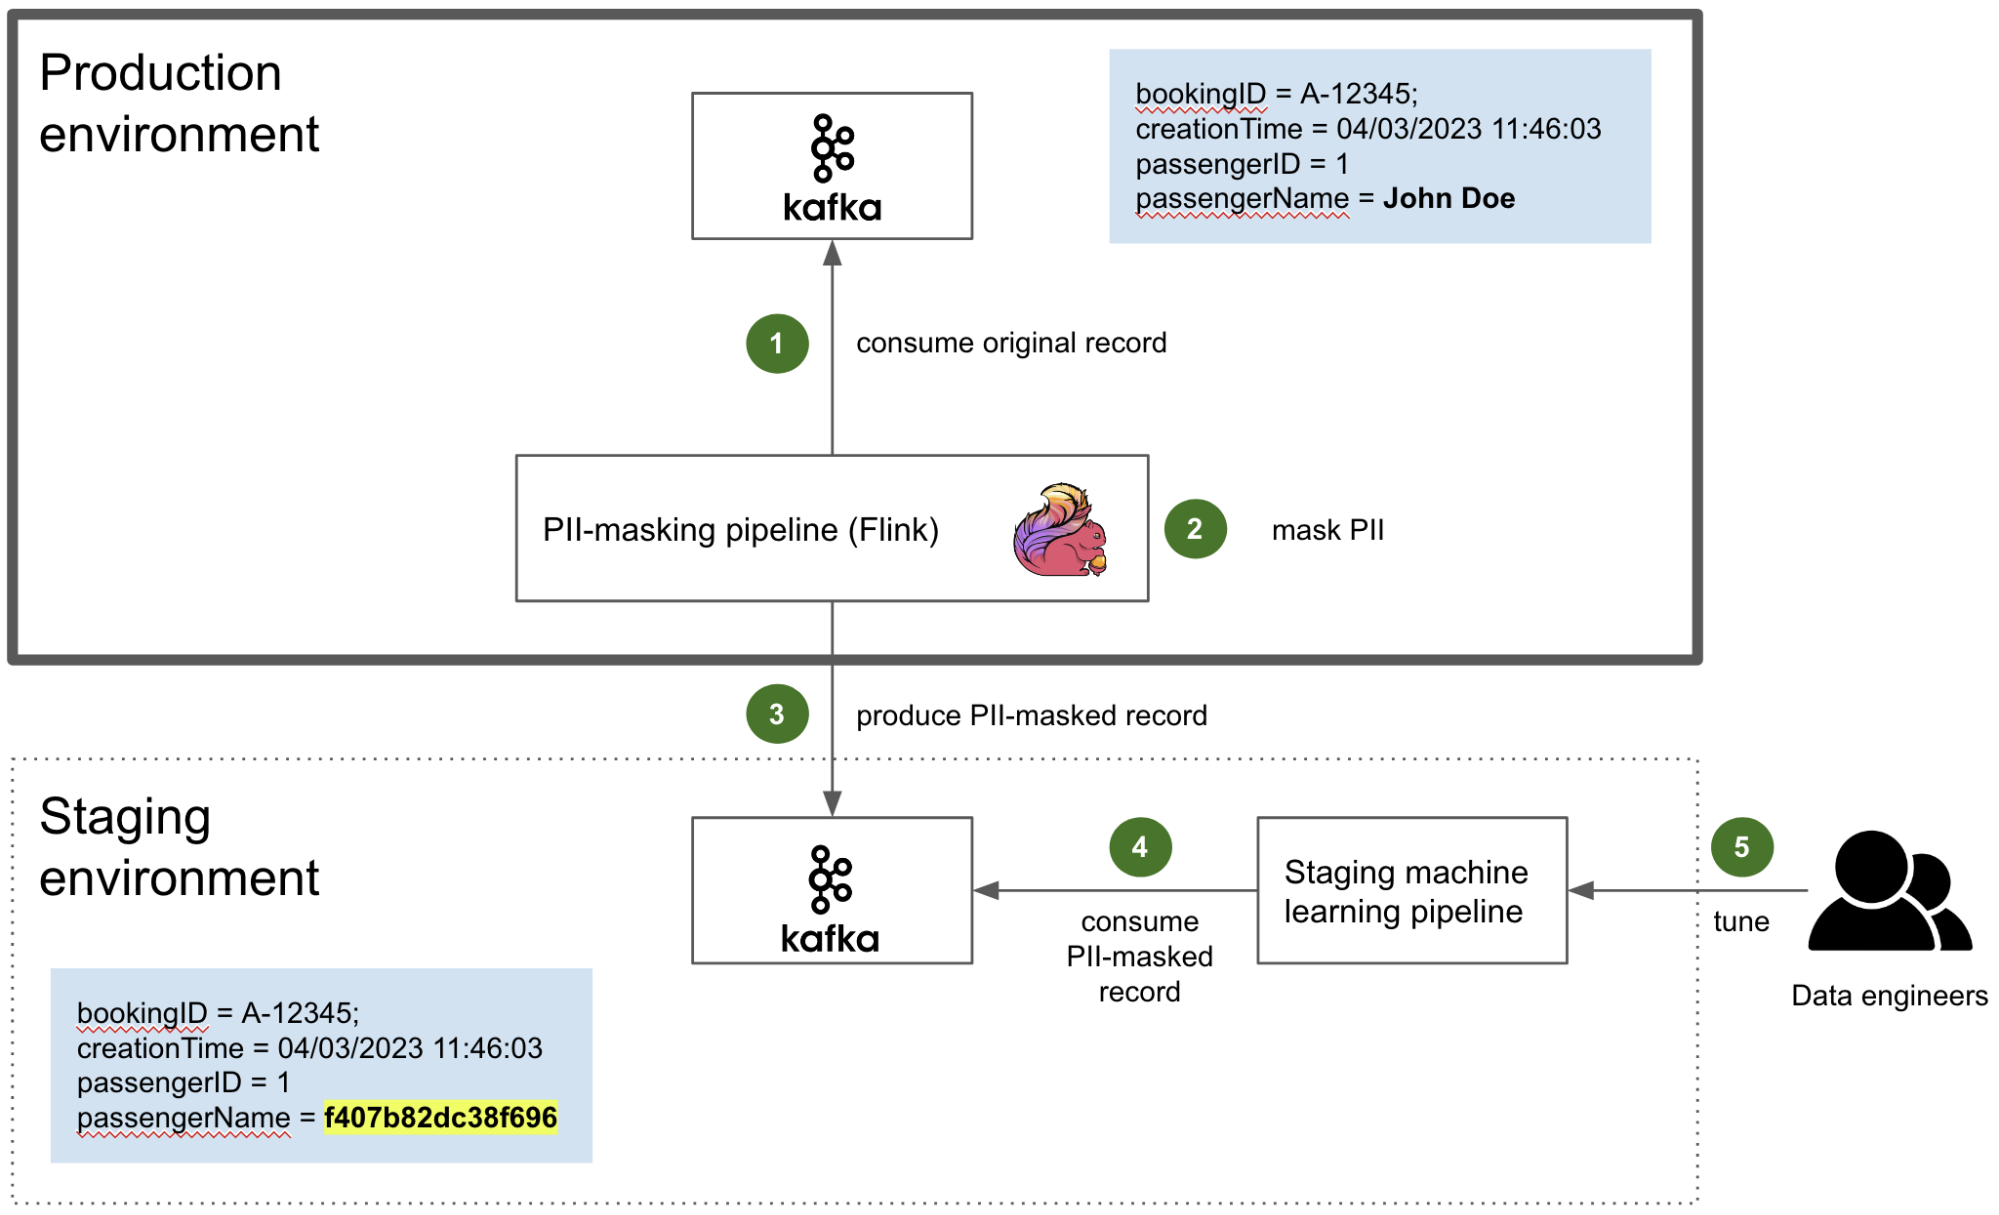 Production
environment
kafka
bookingID = A-12345;
creationTime = 04/03/2023 11:46:03
passengerID = 1
passengerName = John Doe
1
consume original record
PII-masking pipeline (Flink)
2
mask PII
3
produce PII-masked record
Staging
environment
kafka
4
consume
PII-masked
record
Staging machine
learning pipeline
5
tune
Data engineers
bookingID = A-12345;
creationTime = 04/03/2023 11:46:03
passengerID = 1
passengerName = f407b82dc38f696